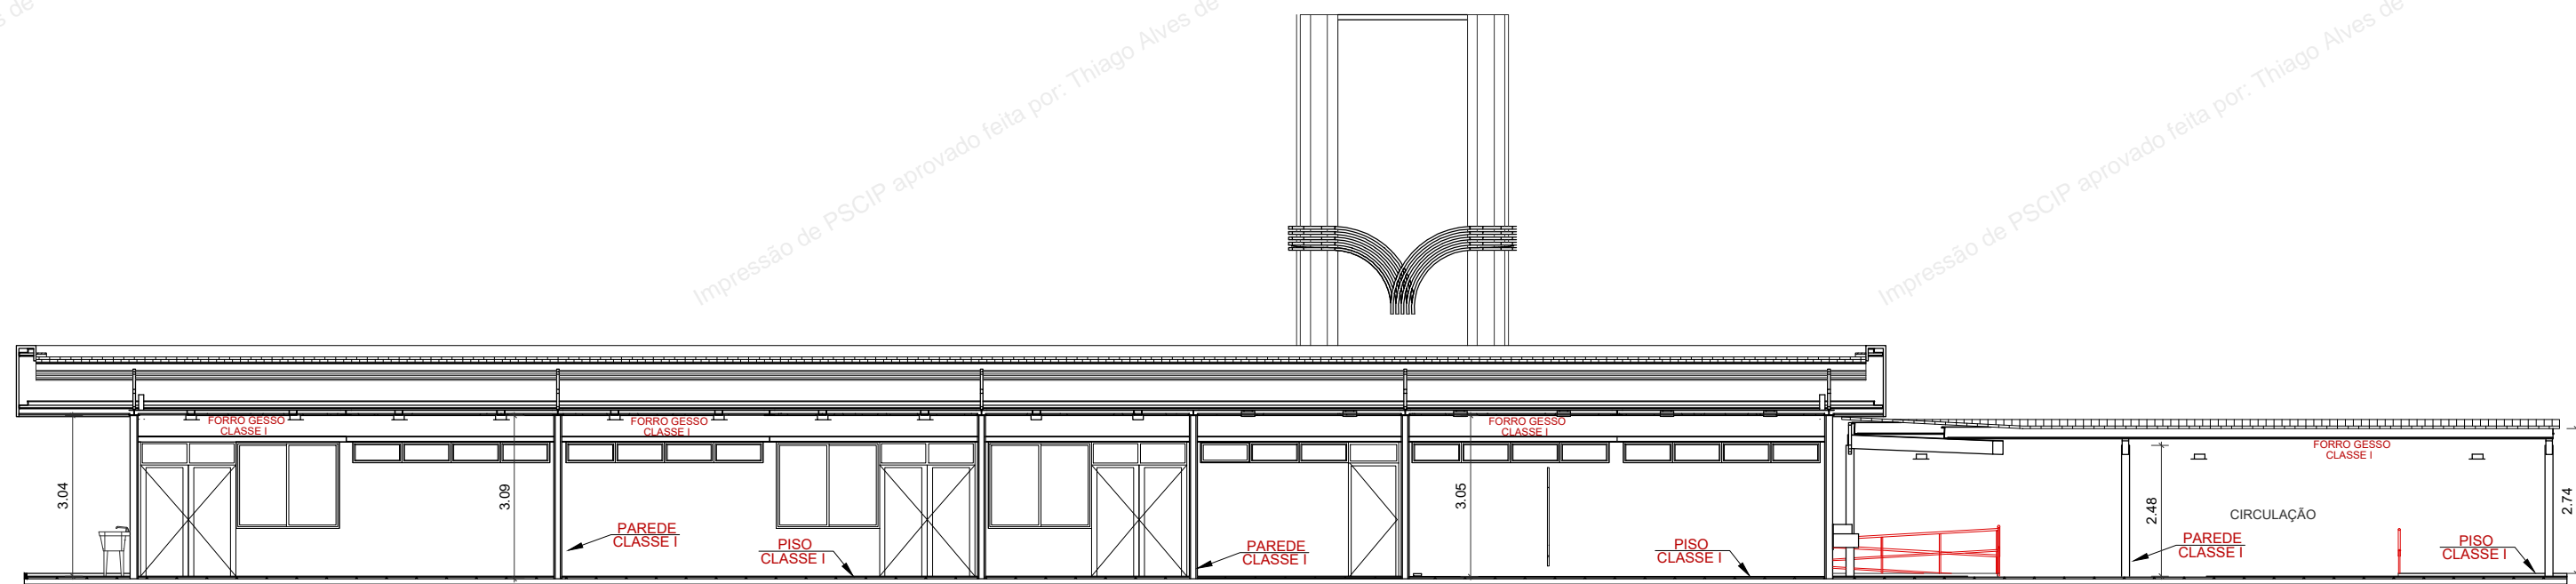 s de
Impressão de PSCIP aprovado feita por: Thiago Alves de
Impressão de PSCIP aprovado feita por: Thiago Alves de
FORRO GESSO
CLASSE I
FORRO GESSO
CLASSE I
FORRO GESSO
CLASSE I
FORRO GESSO
CLASSE I
3.04
3.09
3.05
2.48
2.74
CIRCULAÇÃO
PAREDE
CLASSE I
PISO
CLASSE I
PAREDE
CLASSE I
PISO
CLASSE I
PAREDE
CLASSE I
PISO
CLASSE I